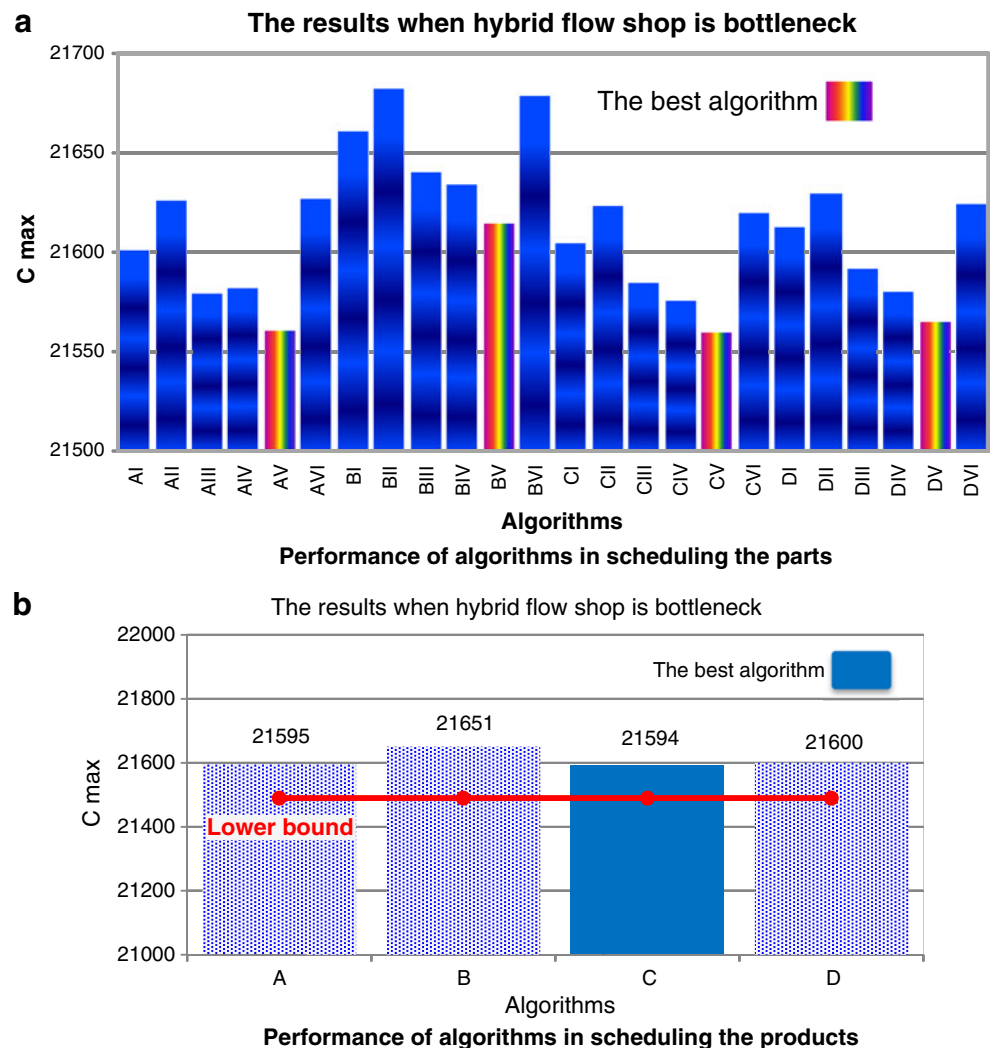 a
The results when hybrid flow shop is bottleneck
21700
21650
21600
21550
21500
C max
The best algorithm
AI AII AIII AIV AV AVI BI BII BIII BIV BV BVI CI CII CIII CIV CV CVI DI DII DIII DIV DV DVI
Algorithms
Performance of algorithms in scheduling the parts
b
The results when hybrid flow shop is bottleneck
22000
21800
21600
21400
21200
21000
C max
The best algorithm
21595 21651 21594 21600
Lower bound
A B C D
Algorithms
Performance of algorithms in scheduling the products